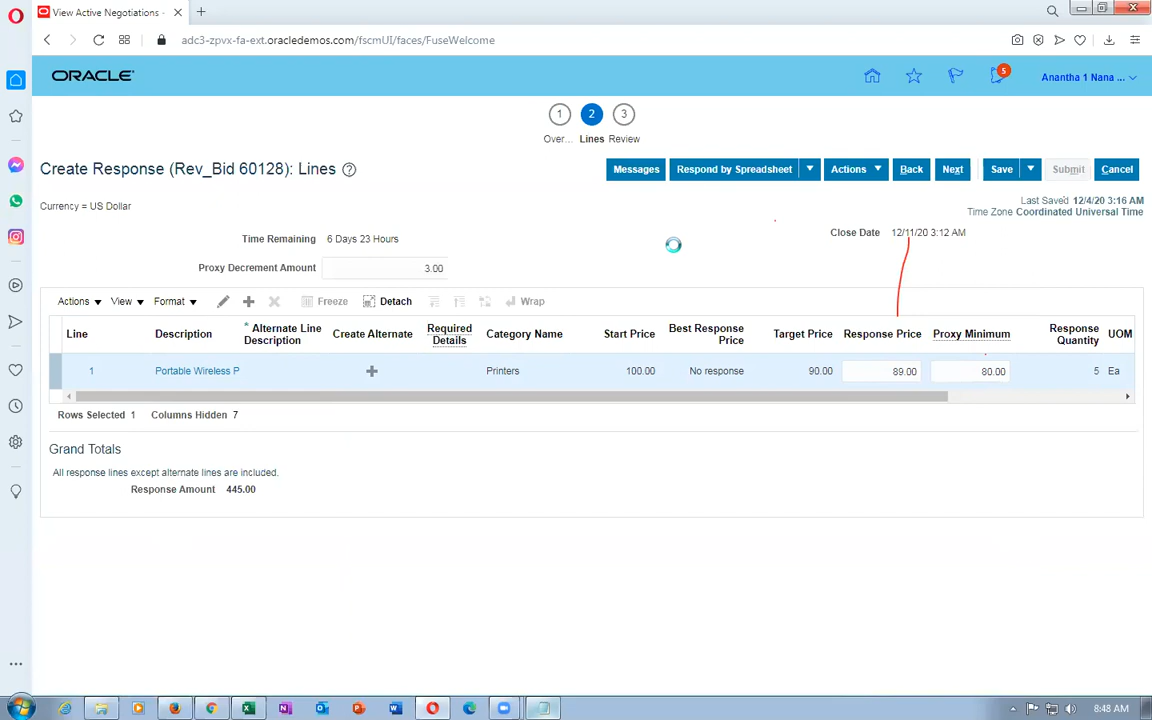 View Active Negotiations -
adc3-zpvx-fa-ext.oracledemos.com/fscmUI/faces/FuseWelcome
ORACLE
5
Anantha 1 Nana ...
1 2 3
Over... Lines Review
Create Response (Rev_Bid 60128): Lines ?
Messages Respond by Spreadsheet Actions Back Next Save Submit Cancel
Currency = US Dollar
Last Saved 12/4/20 3:16 AM
Time Zone Coordinated Universal Time
Time Remaining 6 Days 23 Hours
Close Date 12/11/20 3:12 AM
Proxy Decrement Amount 3.00
Actions View Format Freeze Detach Wrap
Line Description * Alternate Line Description Create Alternate Required Details Category Name Start Price Best Response Price Target Price Response Price Proxy Minimum Response Quantity UOM
1 Portable Wireless P Printers 100.00 No response 90.00 89.00 80.00 5 Ea
Rows Selected 1 Columns Hidden 7
Grand Totals
All response lines except alternate lines are included.
Response Amount 445.00
8:48 AM